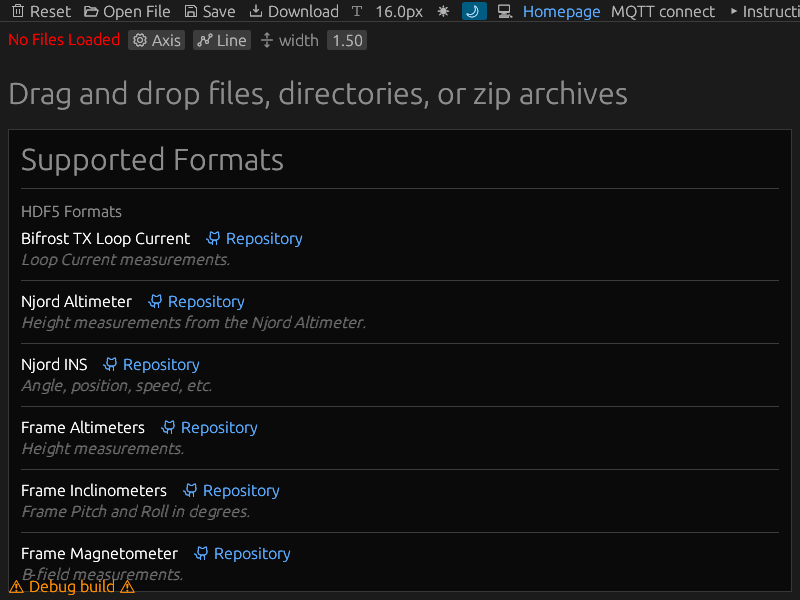 Reset Open File Save Download T 16.0px Homepage MQTT connect Instructi
No Files Loaded Axis Line width 1.50
Drag and drop files, directories, or zip archives
Supported Formats
HDF5 Formats
Bifrost TX Loop Current Repository
Loop Current measurements.
Njord Altimeter Repository
Height measurements from the Njord Altimeter.
Njord INS Repository
Angle, position, speed, etc.
Frame Altimeters Repository
Height measurements.
Frame Inclinometers Repository
Frame Pitch and Roll in degrees.
Frame Magnetometer Repository
B-field measurements.
⚠ Debug build ⚠